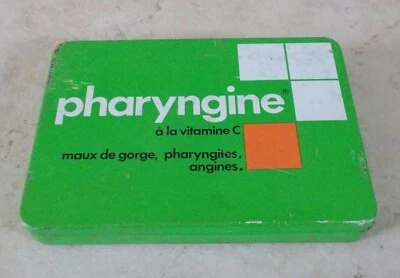 pharyngine®
à la vitamine C
maux de gorge, pharyngites,
angines.